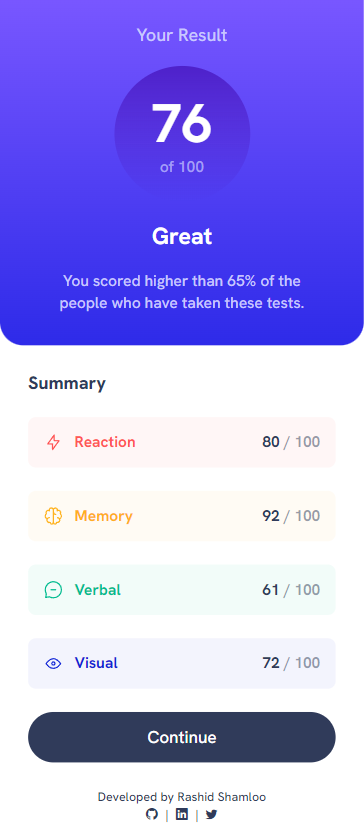 Your Result
76
of 100
Great
You scored higher than 65% of the
people who have taken these tests.
Summary
Reaction 80 / 100
Memory 92 / 100
Verbal 61 / 100
Visual 72 / 100
Continue
Developed by Rashid Shamloo
| |